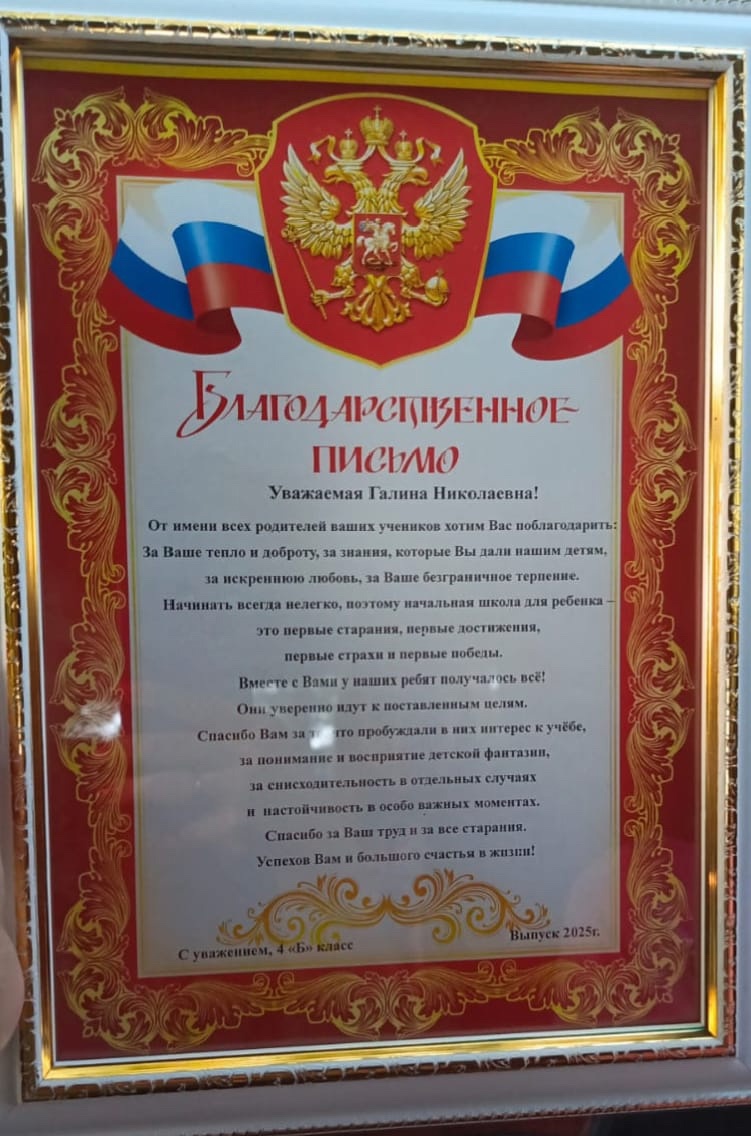 Благодарственное
письмо
Уважаемая Галина Николаевна!
От имени всех родителей ваших учеников хотим Вас поблагодарить:
За Ваше тепло и доброту, за знания, которые Вы дали нашим детям,
за искреннюю любовь, за Ваше безграничное терпение.
Начинать всегда нелегко, поэтому начальная школа для ребенка –
это первые старания, первые достижения,
первые страхи и первые победы.
Вместе с Вами у наших ребят получалось всё!
Они уверенно идут к поставленным целям.
Спасибо Вам за что пробуждали в них интерес к учёбе,
за понимание и восприятие детской фантазии,
за снисходительность в отдельных случаях
и настойчивость в особо важных моментах.
Спасибо за Ваш труд и за все старания.
Успехов Вам и большого счастья в жизни!
Выпуск 2025г.
С уважением, 4 «Б» класс